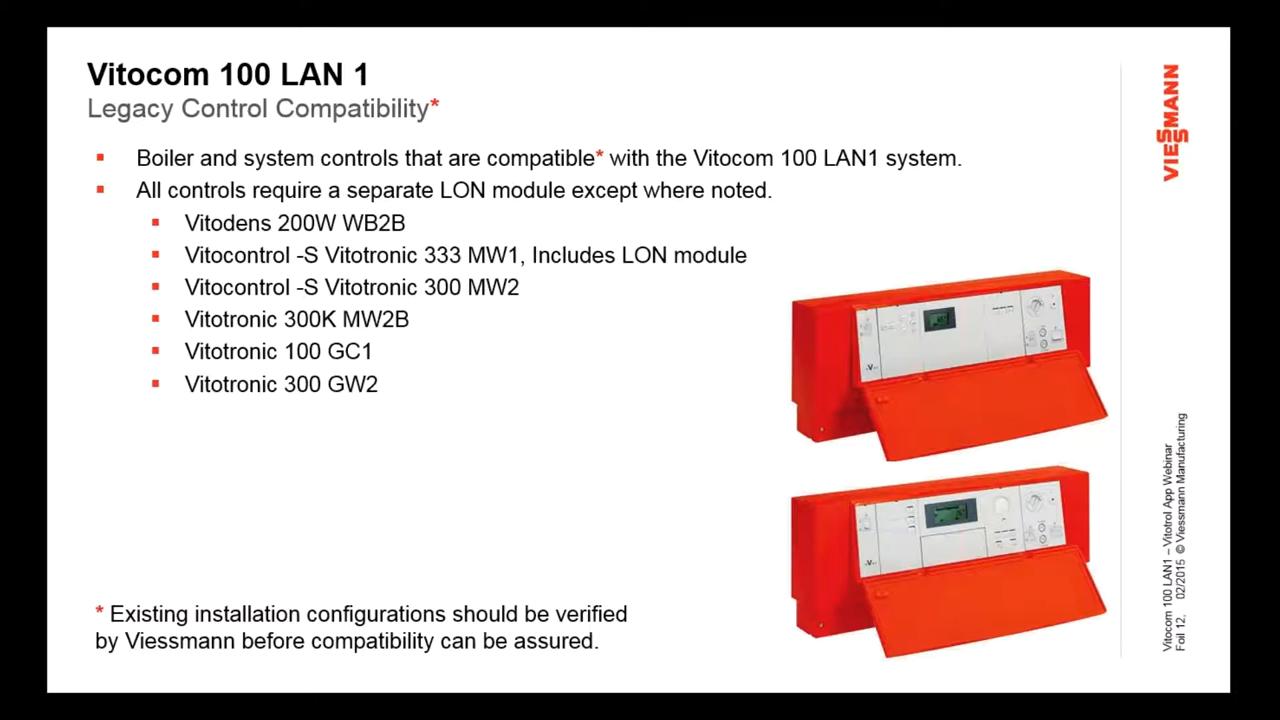 Vitocom 100 LAN 1
Legacy Control Compatibility*
Boiler and system controls that are compatible* with the Vitocom 100 LAN1 system.
All controls require a separate LON module except where noted.
Vitodens 200W WB2B
Vitocontrol -S Vitotronic 333 MW1, Includes LON module
Vitocontrol -S Vitotronic 300 MW2
Vitotronic 300K MW2B
Vitotronic 100 GC1
Vitotronic 300 GW2
* Existing installation configurations should be verified
by Viessmann before compatibility can be assured.
VIESSMANN
Vitocom 100 LAN1 – Vitotrol App Webinar
Foil 12, 02/2015 © Viessmann Manufacturing